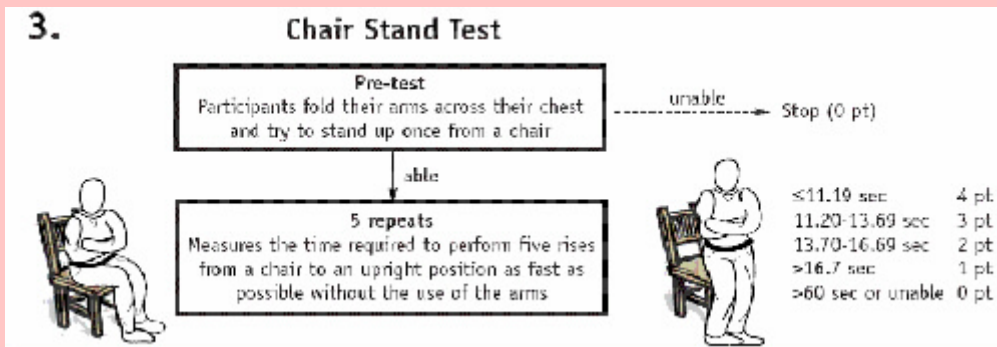 3.
Chair Stand Test
Pre-test
Participants fold their arms across their chest
and try to stand up once from a chair
unable
Stop (0 pt)
able
5 repeats
Measures the time required to perform five rises
from a chair to an upright position as fast as
possible without the use of the arms
≤11.19 sec 4 pt
11.20-13.69 sec 3 pt
13.70-16.69 sec 2 pt
>16.7 sec 1 pt
>60 sec or unable 0 pt